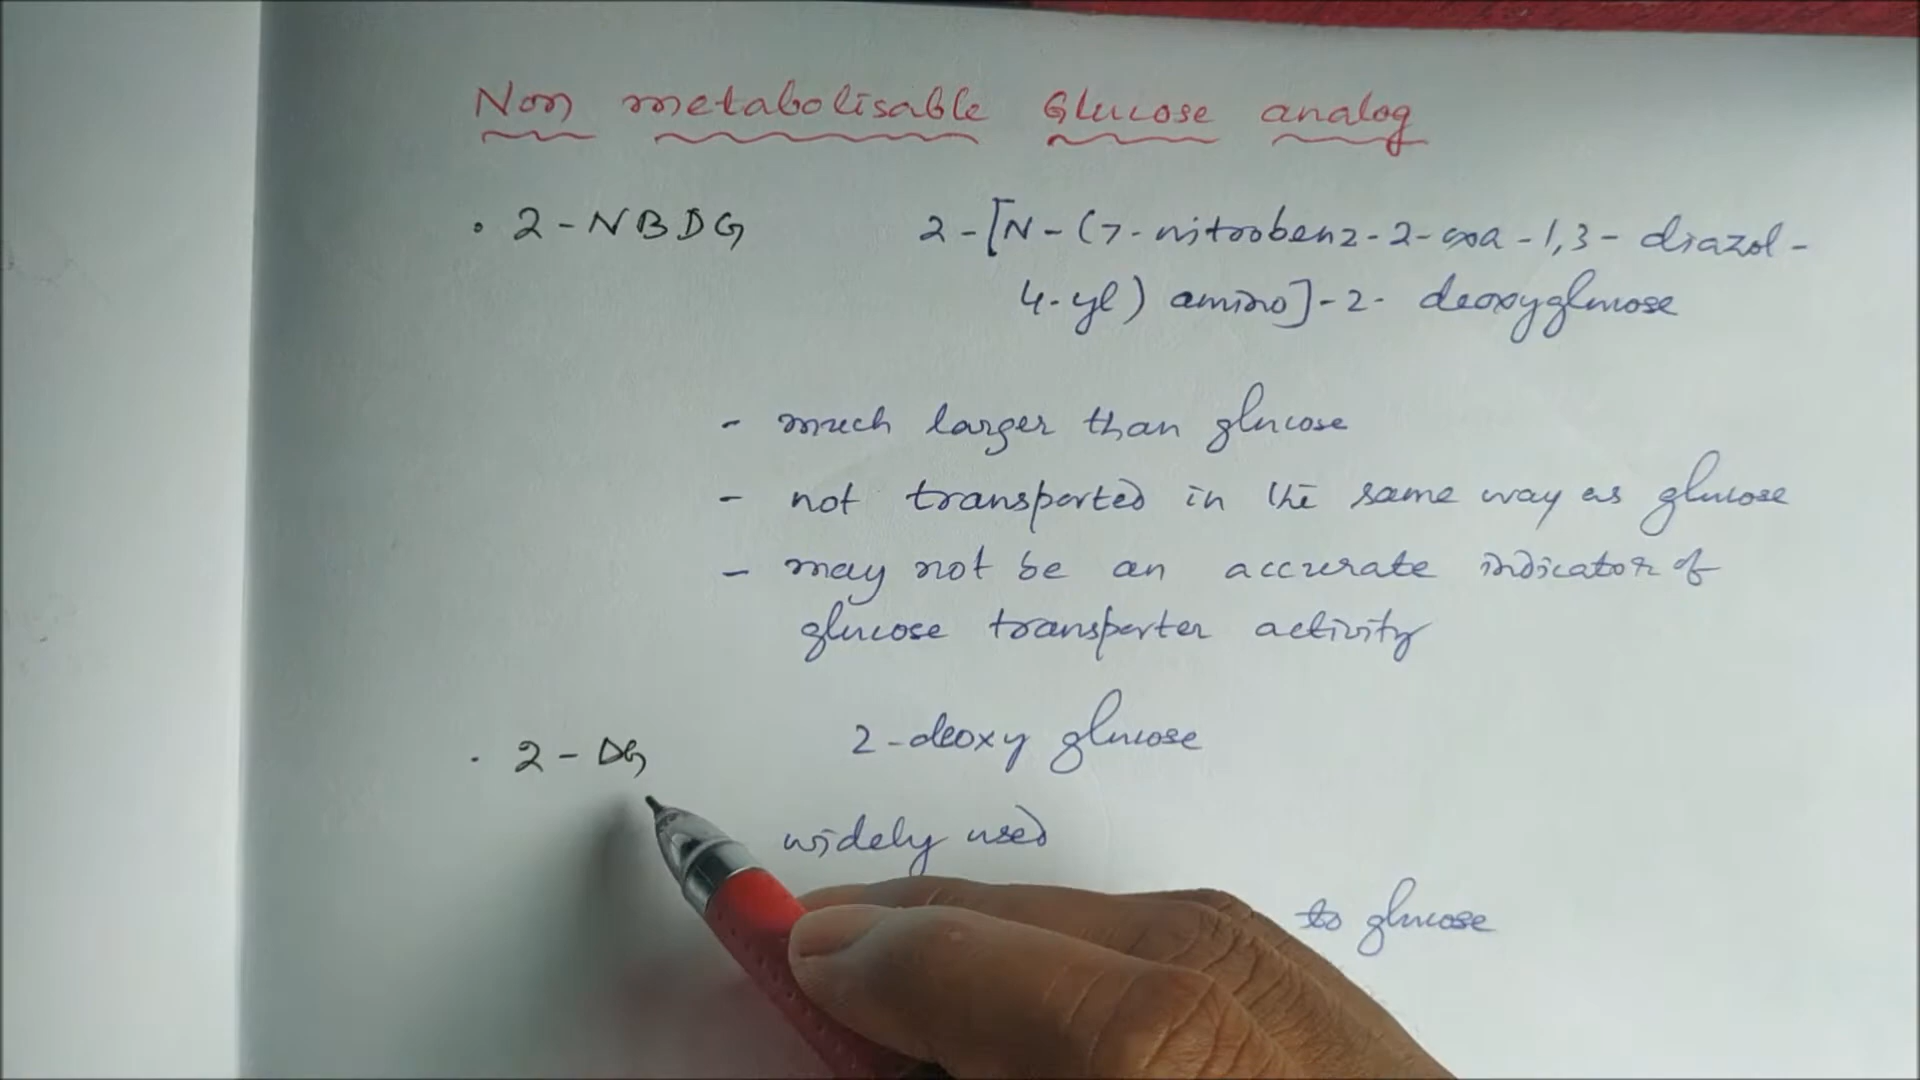 Non metabolisable Glucose analog
• 2-NBDG 2-[N-(7-nitrobenz-2-oxa-1,3-diazol-
4-yl) amino]-2-deoxyglucose
- much larger than glucose
- not transported in the same way as glucose
- may not be an accurate indicator of
glucose transporter activity
• 2-DG 2-deoxy glucose
widely used
to glucose